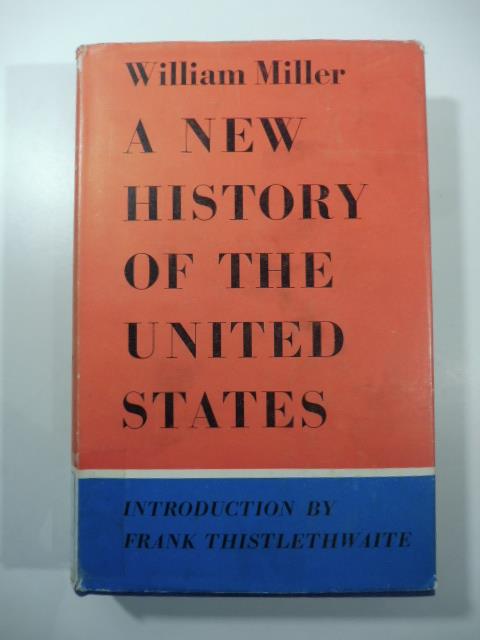 William Miller
A NEW
HISTORY
OF THE
UNITED
STATES
INTRODUCTION BY
FRANK THISTLETHWAITE